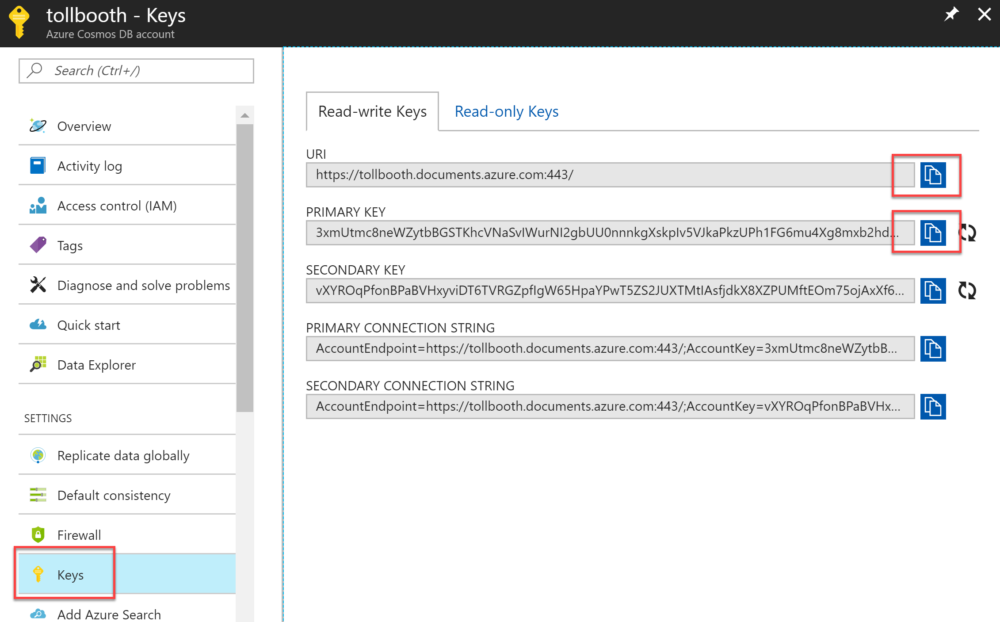 tollbooth - Keys
Azure Cosmos DB account
Search (Ctrl+/)
Overview
Activity log
Access control (IAM)
Tags
Diagnose and solve problems
Quick start
Data Explorer
SETTINGS
Replicate data globally
Default consistency
Firewall
Keys
Add Azure Search
Read-write Keys
Read-only Keys
URI
https://tollbooth.documents.azure.com:443/
PRIMARY KEY
3xmUtmc8neWZytbBGSTKhcVNaSvIWurNI2gbUU0nnnkgXskpIv5VJkaPkzUPh1FG6mu4Xg8mxb2hd...
SECONDARY KEY
vXYROqPfonBPaBVHxyviDT6TVRGZpfIgW65HpaYPwT5ZS2JUXTMtIAsfjdkX8XZPUMftEOm75ojAxXf6...
PRIMARY CONNECTION STRING
AccountEndpoint=https://tollbooth.documents.azure.com:443/;AccountKey=3xmUtmc8neWZytbB...
SECONDARY CONNECTION STRING
AccountEndpoint=https://tollbooth.documents.azure.com:443/;AccountKey=vXYROqPfonBPaBVHx...